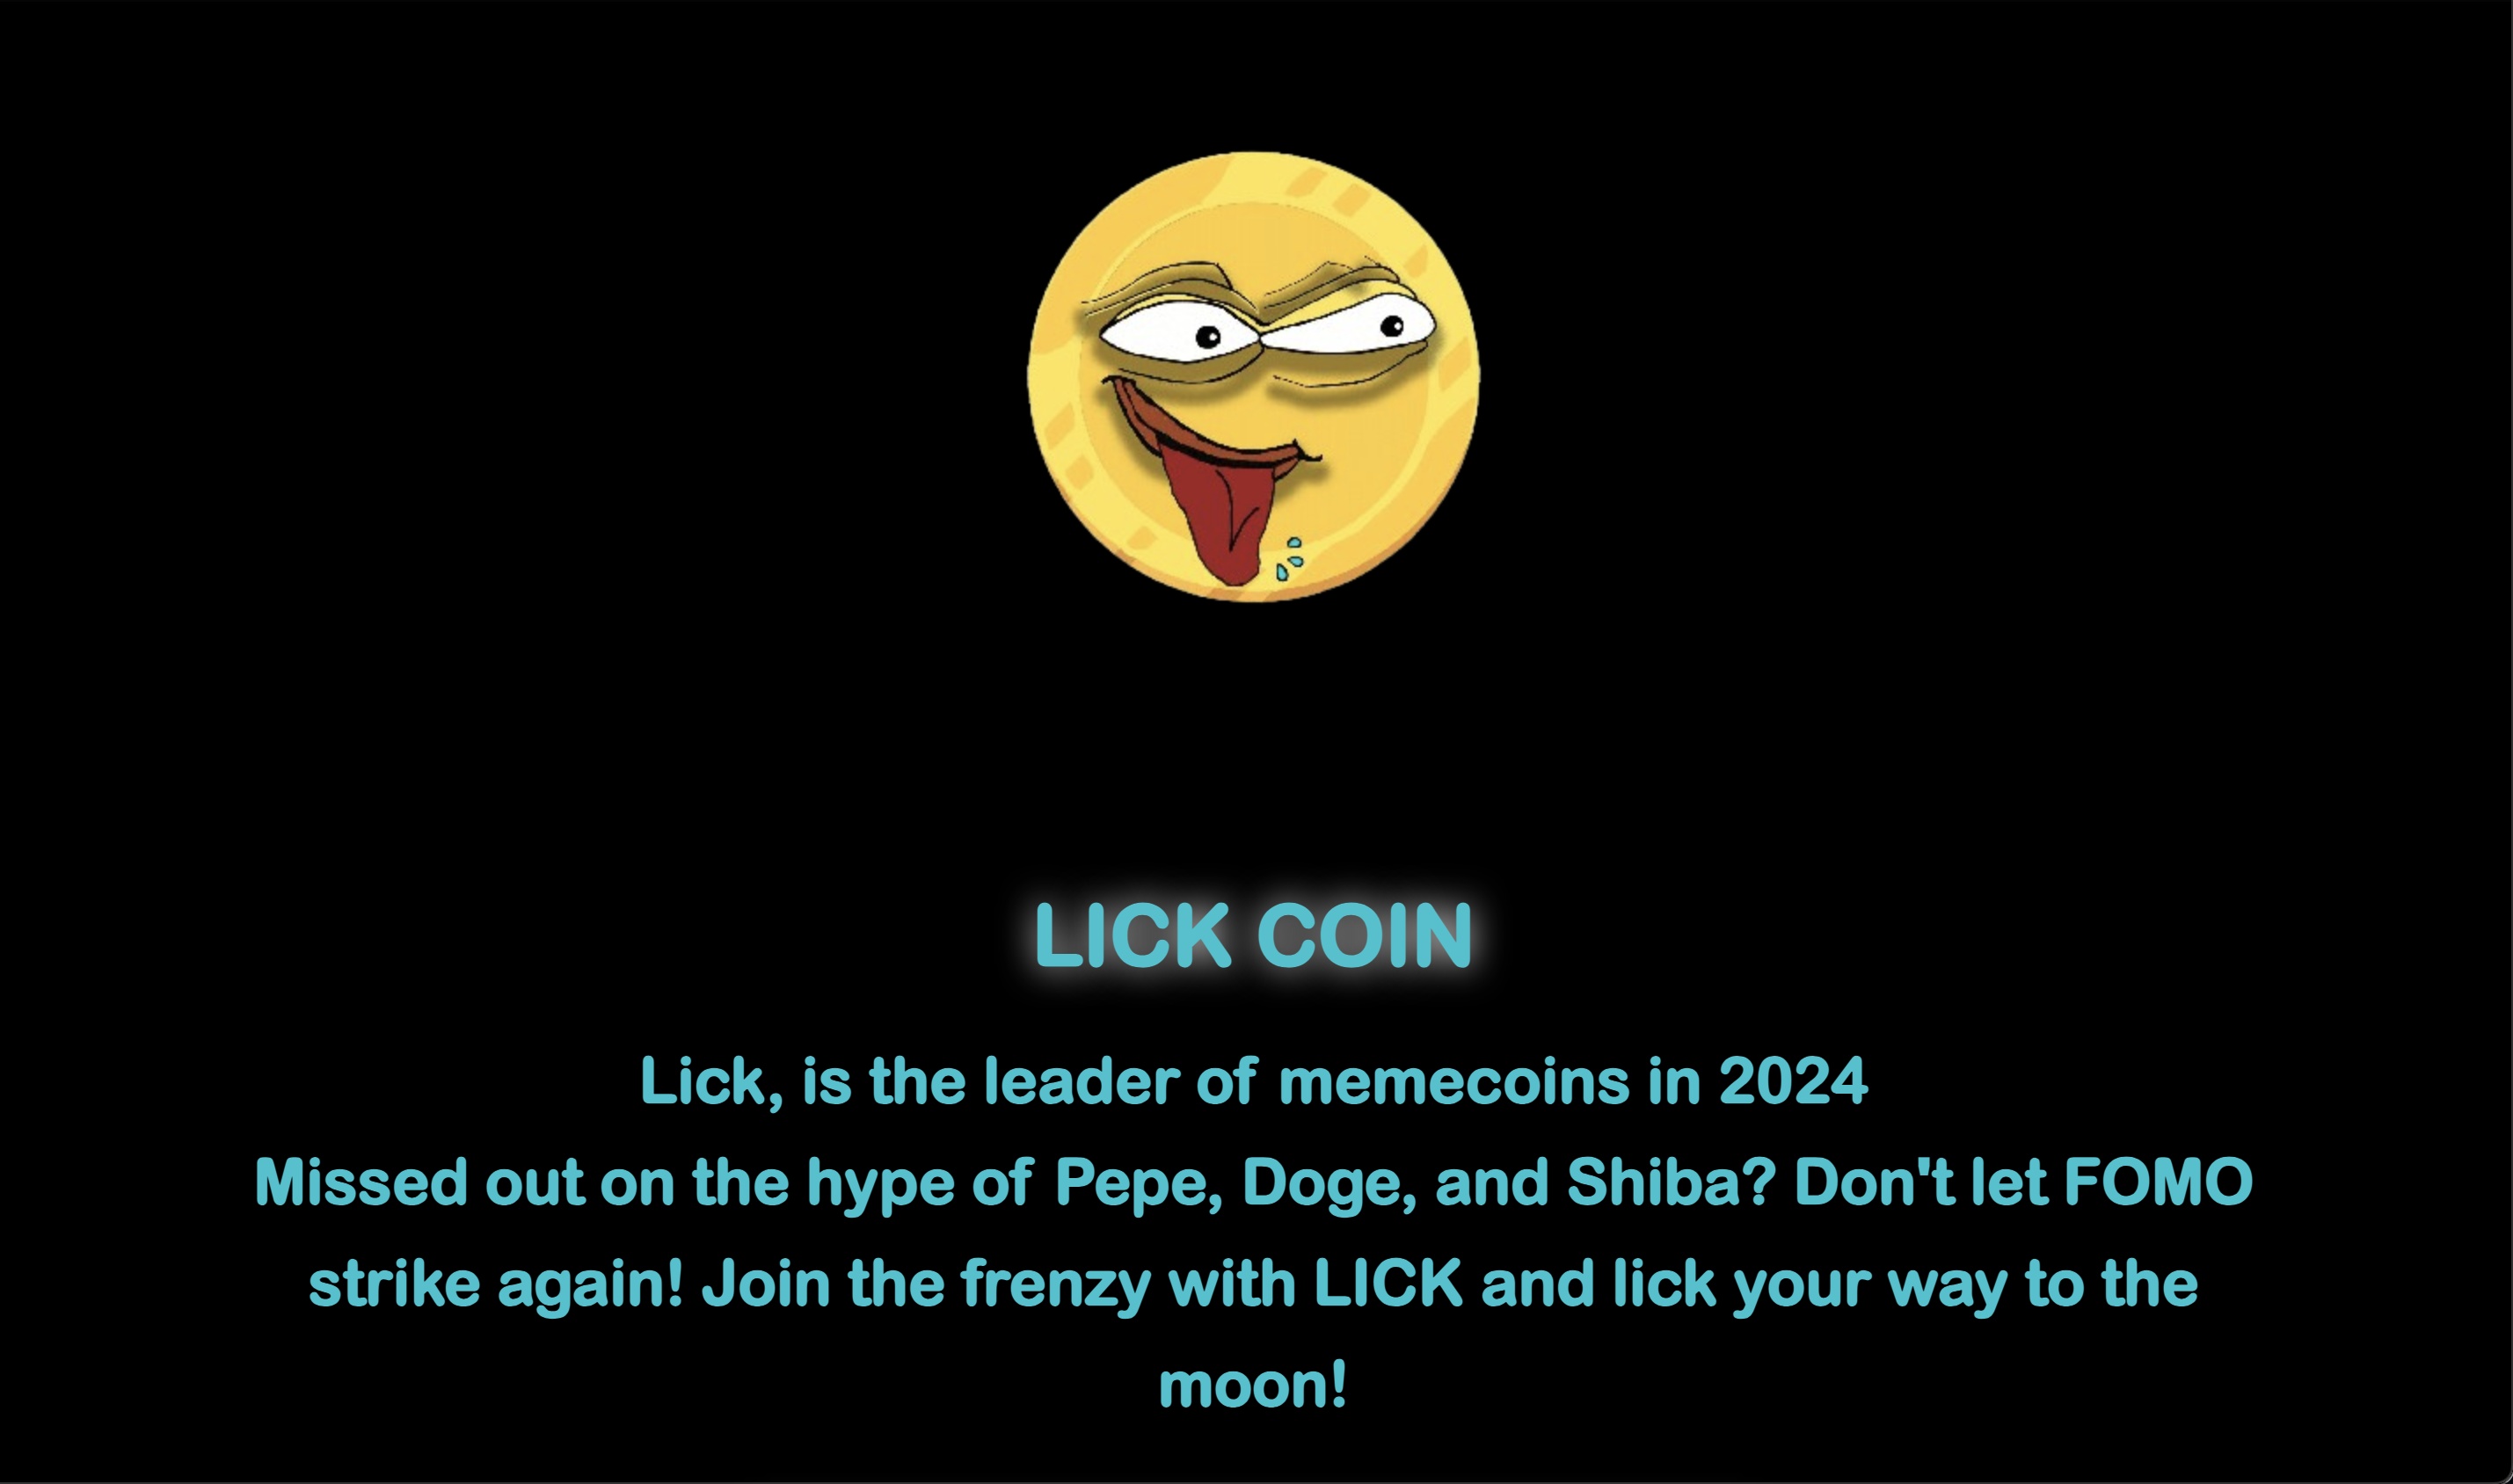 LICK COIN
Lick, is the leader of memecoins in 2024
Missed out on the hype of Pepe, Doge, and Shiba? Don't let FOMO
strike again! Join the frenzy with LICK and lick your way to the
moon!